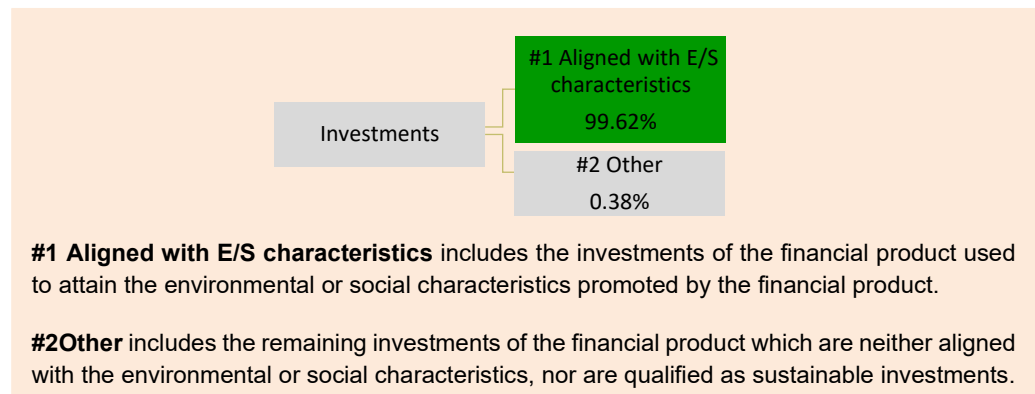 #1 Aligned with E/S
characteristics
99.62%
Investments
#2 Other
0.38%
#1 Aligned with E/S characteristics includes the investments of the financial product used
to attain the environmental or social characteristics promoted by the financial product.
#2Other includes the remaining investments of the financial product which are neither aligned
with the environmental or social characteristics, nor are qualified as sustainable investments.